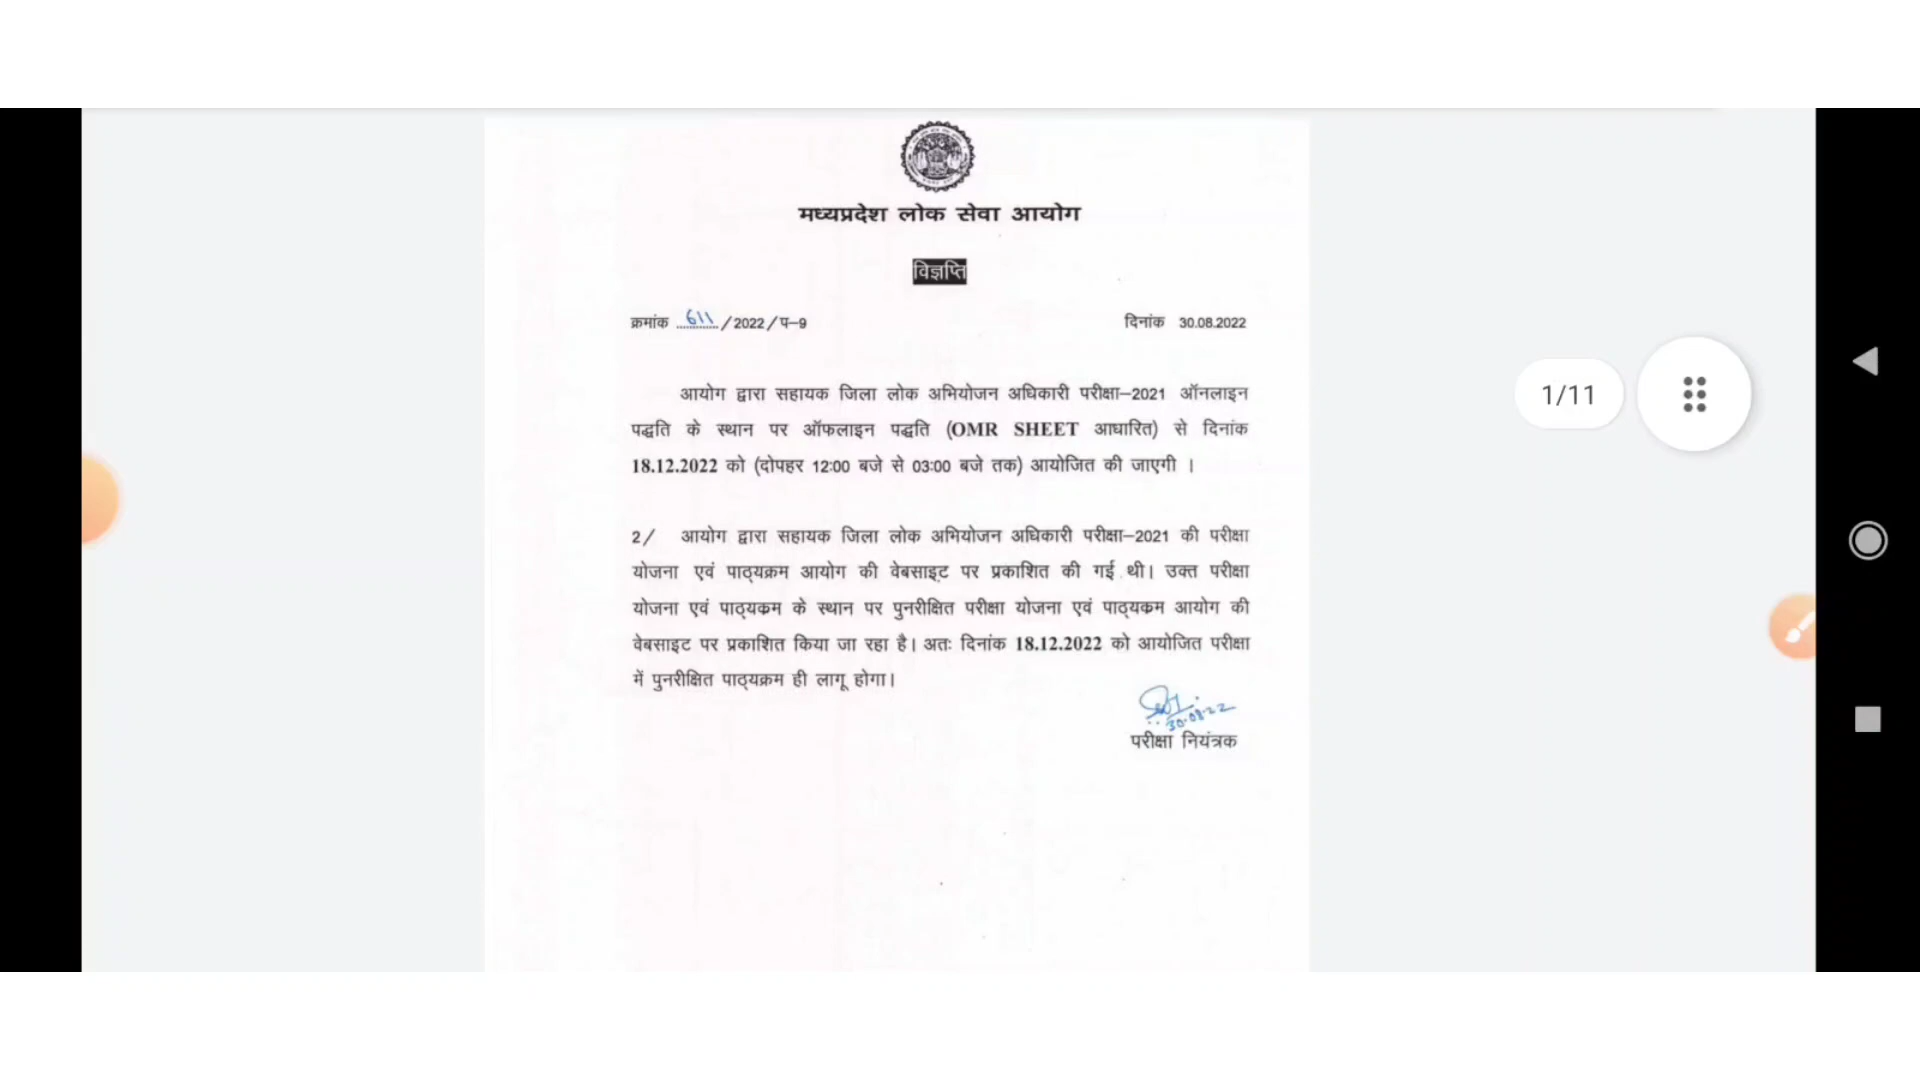 मध्यप्रदेश लोक सेवा आयोग
विज्ञप्ति
क्रमांक 611/2022/प–9 दिनांक 30.08.2022
आयोग द्वारा सहायक जिला लोक अभियोजन अधिकारी परीक्षा–2021 ऑनलाइन
पद्धति के स्थान पर ऑफलाइन पद्धति (OMR SHEET आधारित) से दिनांक
18.12.2022 को (दोपहर 12:00 बजे से 03:00 बजे तक) आयोजित की जाएगी ।
2/ आयोग द्वारा सहायक जिला लोक अभियोजन अधिकारी परीक्षा–2021 की परीक्षा
योजना एवं पाठ्यक्रम आयोग की वेबसाइट पर प्रकाशित की गई थी। उक्त परीक्षा
योजना एवं पाठ्यक्रम के स्थान पर पुनरीक्षित परीक्षा योजना एवं पाठ्यक्रम आयोग की
वेबसाइट पर प्रकाशित किया जा रहा है। अतः दिनांक 18.12.2022 को आयोजित परीक्षा
में पुनरीक्षित पाठ्यक्रम ही लागू होगा।
30.08.22
परीक्षा नियंत्रक
1/11